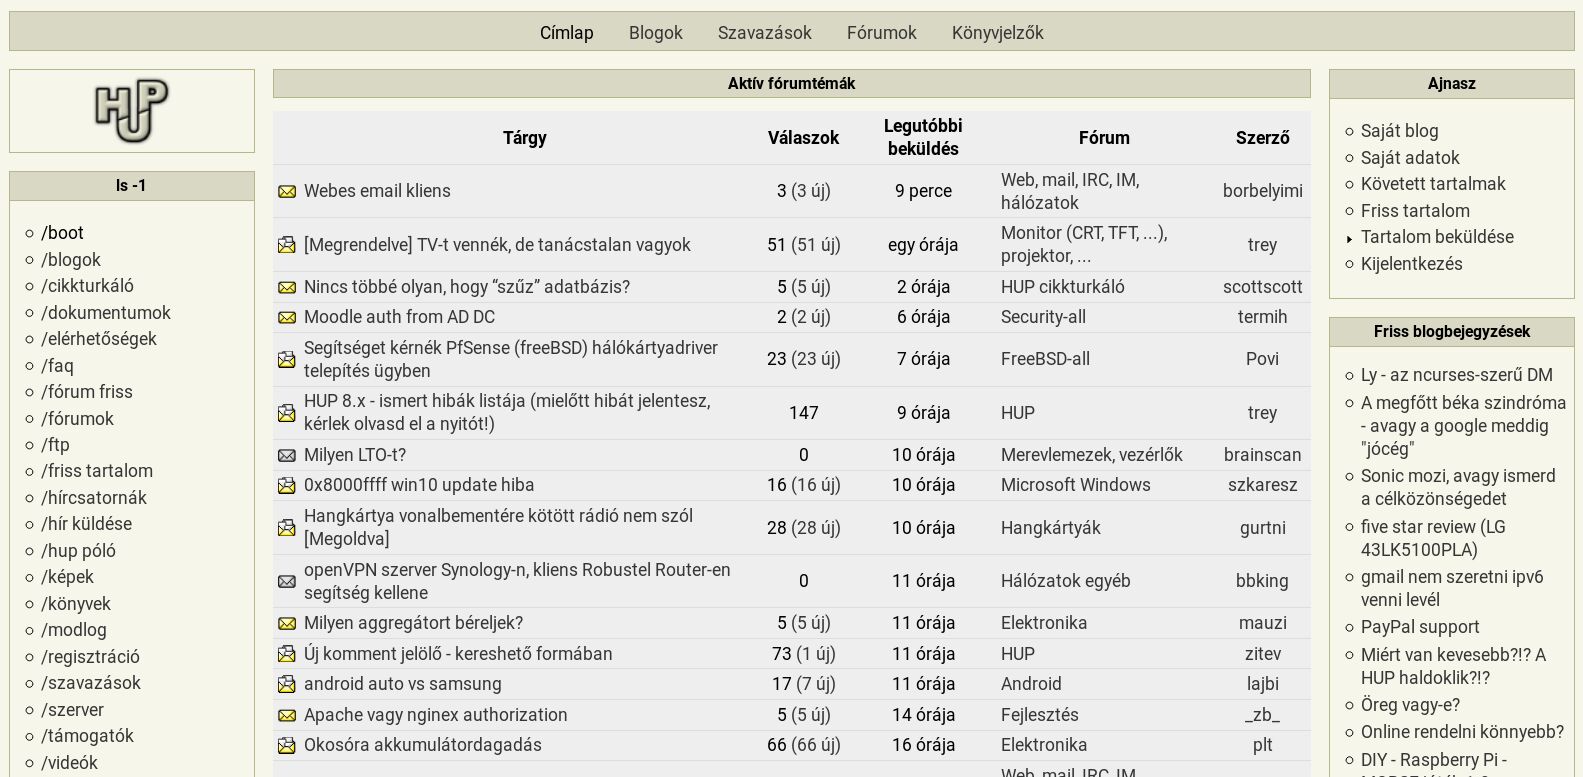 Címlap Blogok Szavazások Fórumok Könyvjelzők
HUP
ls -1
/boot
/blogok
/cikkturkáló
/dokumentumok
/elérhetőségek
/faq
/fórum friss
/fórumok
/ftp
/friss tartalom
/hírcsatornák
/hír küldése
/hup póló
/képek
/könyvek
/modlog
/regisztráció
/szavazások
/szerver
/támogatók
/videók
Aktív fórumtémák
Tárgy Válaszok Legutóbbi beküldés Fórum Szerző
Webes email kliens 3 (3 új) 9 perce Web, mail, IRC, IM, hálózatok borbelyimi
[Megrendelve] TV-t vennék, de tanácstalan vagyok 51 (51 új) egy órája Monitor (CRT, TFT, ...), projektor, ... trey
Nincs többé olyan, hogy “szűz” adatbázis? 5 (5 új) 2 órája HUP cikkturkáló scottscott
Moodle auth from AD DC 2 (2 új) 6 órája Security-all termih
Segítséget kérnék PfSense (freeBSD) hálókártyadriver telepítés ügyben 23 (23 új) 7 órája FreeBSD-all Povi
HUP 8.x - ismert hibák listája (mielőtt hibát jelentesz, kérlek olvasd el a nyitót!) 147 9 órája HUP trey
Milyen LTO-t? 0 10 órája Merevlemezek, vezérlők brainscan
0x8000ffff win10 update hiba 16 (16 új) 10 órája Microsoft Windows szkaresz
Hangkártya vonalbementére kötött rádió nem szól [Megoldva] 28 (28 új) 10 órája Hangkártyák gurtni
openVPN szerver Synology-n, kliens Robustel Router-en segítség kellene 0 11 órája Hálózatok egyéb bbking
Milyen aggregátort béreljek? 5 (5 új) 11 órája Elektronika mauzi
Új komment jelölő - kereshető formában 73 (1 új) 11 órája HUP zitev
android auto vs samsung 17 (7 új) 11 órája Android lajbi
Apache vagy nginex authorization 5 (5 új) 14 órája Fejlesztés _zb_
Okosóra akkumulátordagadás 66 (66 új) 16 órája Elektronika plt
Web, mail, IRC, IM,
Ajnasz
Saját blog
Saját adatok
Követett tartalmak
Friss tartalom
Tartalom beküldése
Kijelentkezés
Friss blogbejegyzések
Ly - az ncurses-szerű DM
A megfőtt béka szindróma
- avagy a google meddig
"jócég"
Sonic mozi, avagy ismerd
a célközönségedet
five star review (LG
43LK5100PLA)
gmail nem szeretni ipv6
venni levél
PayPal support
Miért van kevesebb?!? A
HUP haldoklik?!?
Öreg vagy-e?
Online rendelni könnyebb?
DIY - Raspberry Pi -